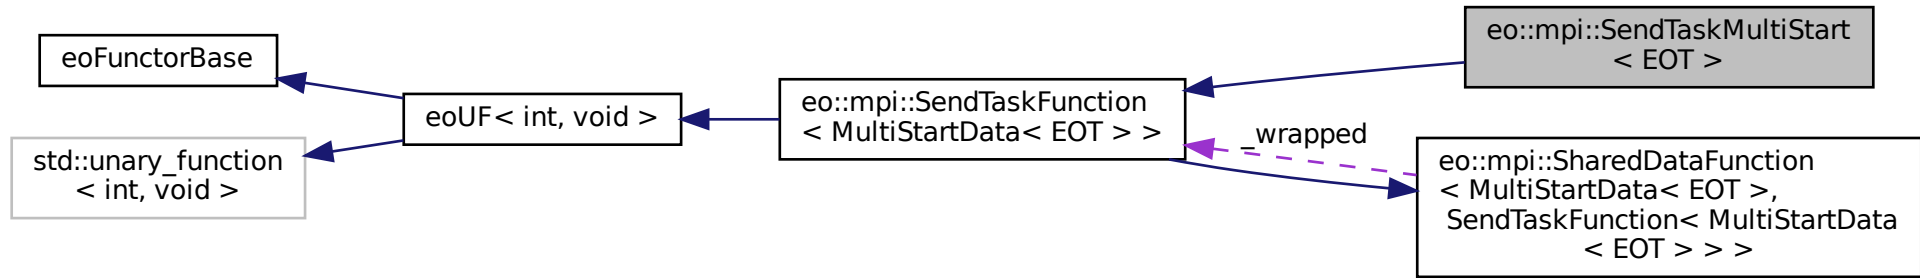 eoFunctorBase
std::unary_function
< int, void >
eoUF< int, void >
eo::mpi::SendTaskFunction
< MultiStartData< EOT > >
_wrapped
eo::mpi::SendTaskMultiStart
< EOT >
eo::mpi::SharedDataFunction
< MultiStartData< EOT >,
SendTaskFunction< MultiStartData
< EOT > > >